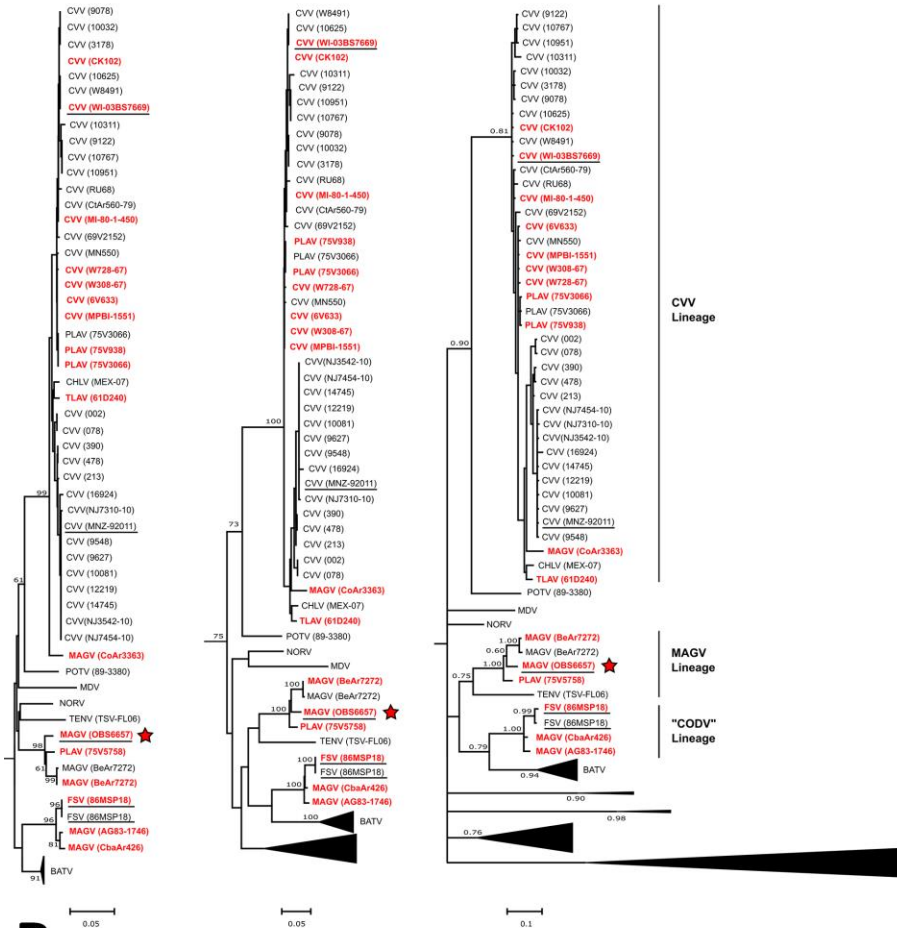 CVV (9078)
CVV (10032)
CVV (3178)
CVV (CK102)
CVV (10625)
CVV (W8491)
CVV (WI-03BS7669)
CVV (10311)
CVV (9122)
CVV (10767)
CVV (10951)
CVV (RU68)
CVV (CtAr560-79)
CVV (MI-80-1-450)
CVV (69V2152)
CVV (MN550)
CVV (W728-67)
CVV (W308-67)
CVV (6V633)
CVV (MPBI-1551)
PLAV (75V3066)
PLAV (75V938)
PLAV (75V3066)
CHLV (MEX-07)
TLAV (61D240)
CVV (002)
CVV (078)
CVV (390)
CVV (478)
CVV (213)
99
CVV (16924)
CVV(NJ7310-10)
CVV (MNZ-92011)
CVV (9548)
CVV (9627)
CVV (10081)
61
CVV (12219)
CVV (14745)
CVV(NJ3542-10)
CVV (NJ7454-10)
MAGV (CoAr3363)
POTV (89-3380)
MDV
NORV
TENV (TSV-FL06)
MAGV (OBS6657)
98
PLAV (75V5758)
61
MAGV (BeAr7272)
99
MAGV (BeAr7272)
96
FSV (86MSP18)
FSV (86MSP18)
96
MAGV (AG83-1746)
81
MAGV (CbaAr426)
91
BATV
0.05
CVV (W8491)
CVV (10625)
CVV (WI-03BS7669)
CVV (CK102)
CVV (10311)
CVV (9122)
CVV (10951)
CVV (10767)
CVV (9078)
CVV (10032)
CVV (3178)
CVV (RU68)
CVV (MI-80-1-450)
CVV (CtAr560-79)
CVV (69V2152)
PLAV (75V938)
PLAV (75V3066)
PLAV (75V3066)
CVV (W728-67)
CVV (MN550)
CVV (6V633)
CVV (W308-67)
CVV (MPBI-1551)
CVV(NJ3542-10)
CVV (NJ7454-10)
CVV (14745)
CVV (12219)
100
CVV (10081)
CVV (9627)
CVV (9548)
CVV (16924)
CVV (MNZ-92011)
CVV (NJ7310-10)
CVV (390)
73
CVV (478)
CVV (213)
CVV (002)
CVV (078)
MAGV (CoAr3363)
CHLV (MEX-07)
TLAV (61D240)
75
POTV (89-3380)
NORV
MDV
100
MAGV (BeAr7272)
MAGV (BeAr7272)
100
MAGV (OBS6657)
PLAV (75V5758)
TENV (TSV-FL06)
100
FSV (86MSP18)
FSV (86MSP18)
100
MAGV (CbaAr426)
MAGV (AG83-1746)
100
BATV
0.05
CVV (9122)
CVV (10767)
CVV (10951)
CVV (10311)
CVV (10032)
CVV (3178)
CVV (9078)
CVV (10625)
0.81
CVV (CK102)
CVV (W8491)
CVV (WI-03BS7669)
CVV (CtAr560-79)
CVV (RU68)
CVV (MI-80-1-450)
CVV (69V2152)
CVV (6V633)
CVV (MN550)
CVV (MPBI-1551)
CVV (W308-67)
CVV (W728-67)
PLAV (75V3066)
PLAV (75V3066)
PLAV (75V938)
CVV (002)
0.90
CVV (078)
CVV (390)
CVV (478)
CVV (213)
CVV (NJ7454-10)
CVV(NJ7310-10)
CVV(NJ3542-10)
CVV (16924)
CVV (14745)
CVV (12219)
CVV (10081)
CVV (9627)
CVV (MNZ-92011)
CVV (9548)
MAGV (CoAr3363)
CHLV (MEX-07)
TLAV (61D240)
POTV (89-3380)
MDV
NORV
1.00
MAGV (BeAr7272)
0.60
MAGV (BeAr7272)
1.00
MAGV (OBS6657)
0.75
PLAV (75V5758)
TENV (TSV-FL06)
0.99
FSV (86MSP18)
FSV (86MSP18)
1.00
MAGV (CbaAr426)
0.79
MAGV (AG83-1746)
0.94
BATV
0.90
0.98
0.76
0.1
CVV
Lineage
MAGV
Lineage
"CODV"
Lineage